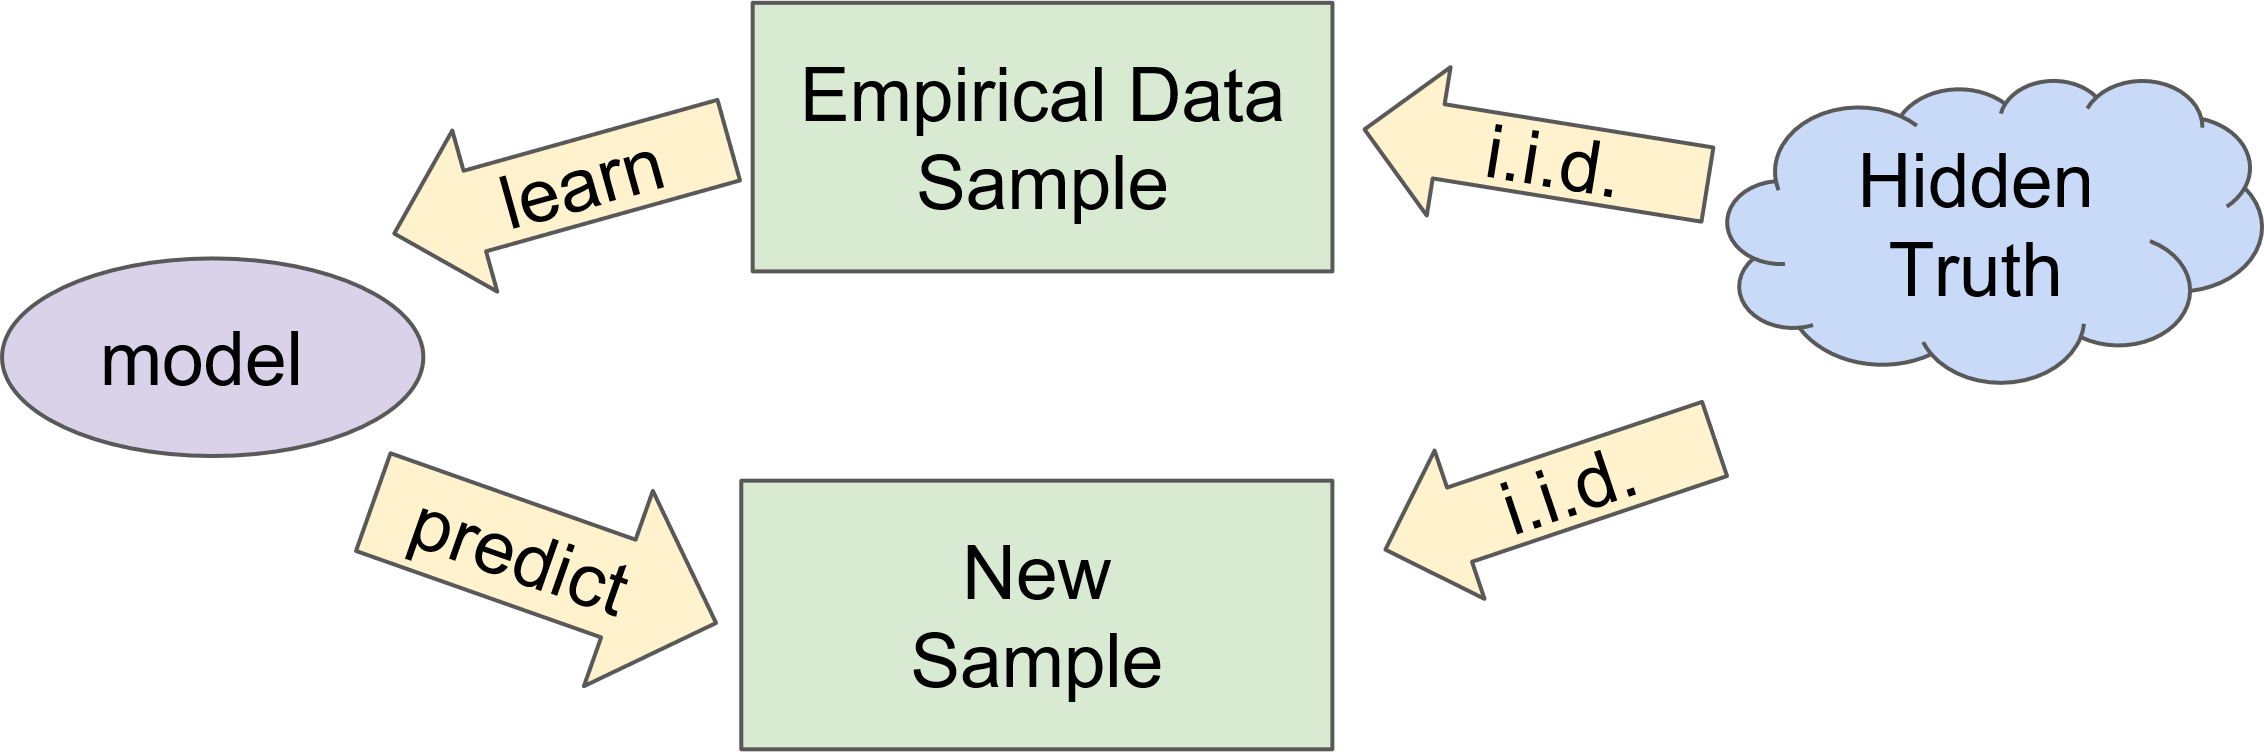 Empirical Data
Sample
learn
i.i.d.
Hidden
Truth
model
predict
i.i.d.
New
Sample